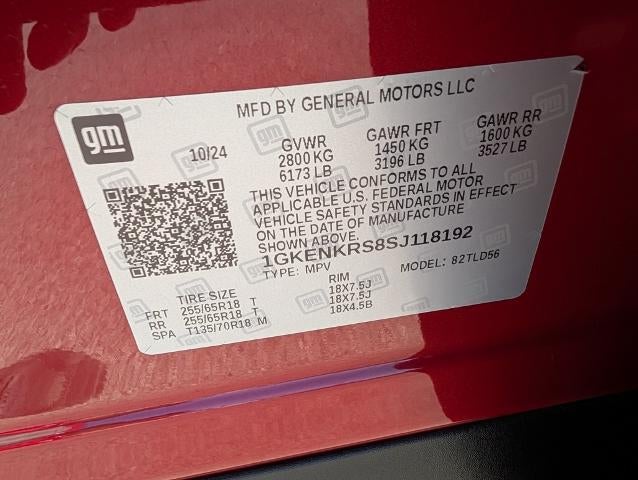 MFD BY GENERAL MOTORS LLC
gm
10/24
GVWR
2800 KG
6173 LB
GAWR FRT
1450 KG
3196 LB
GAWR RR
1600 KG
3527 LB
THIS VEHICLE CONFORMS TO ALL
APPLICABLE U.S. FEDERAL MOTOR
VEHICLE SAFETY STANDARDS IN EFFECT
ON THE DATE OF MANUFACTURE
1GKENKRS8SJ118192
TYPE: MPV
MODEL: 82TLD56
TIRE SIZE
RIM
FRT 255/65R18 T 18X7.5J
RR 255/65R18 T 18X7.5J
SPA T135/70R18 M 18X4.5B